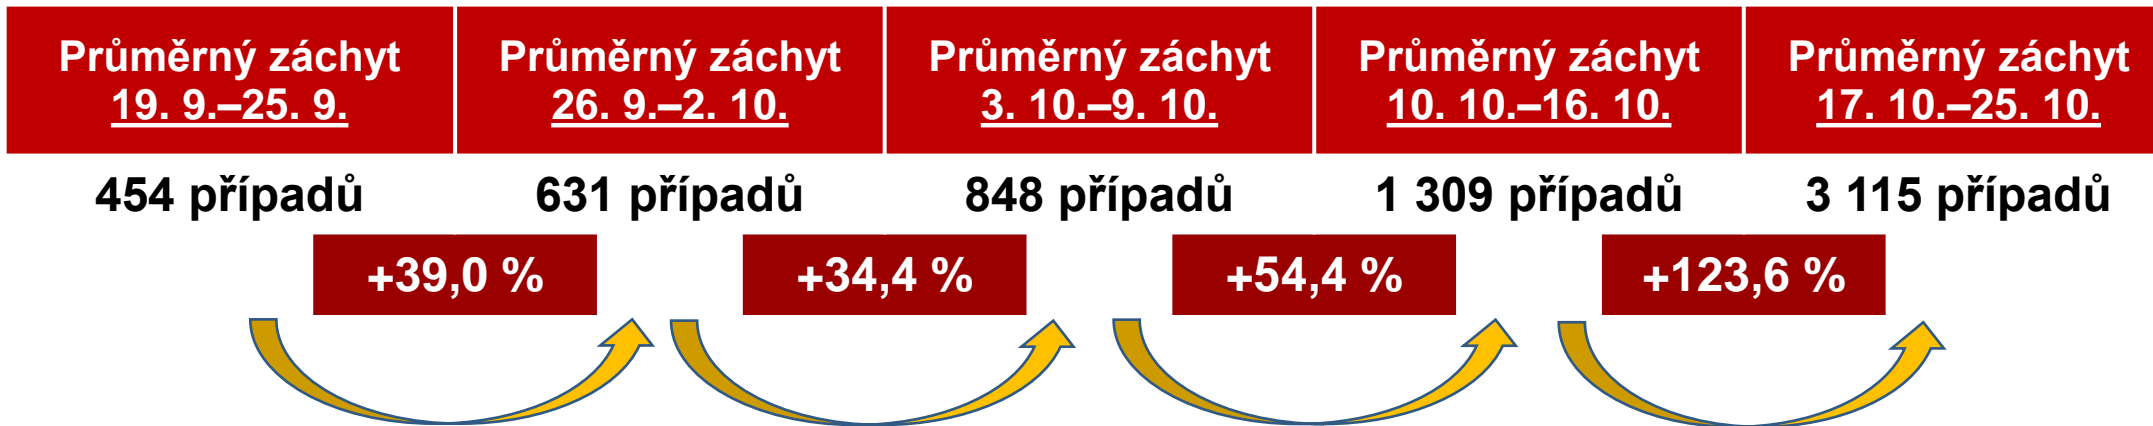 Průměrný záchyt
19. 9.–25. 9.
Průměrný záchyt
26. 9.–2. 10.
Průměrný záchyt
3. 10.–9. 10.
Průměrný záchyt
10. 10.–16. 10.
Průměrný záchyt
17. 10.–25. 10.
454 případů
631 případů
848 případů
1 309 případů
3 115 případů
+39,0 %
+34,4 %
+54,4 %
+123,6 %